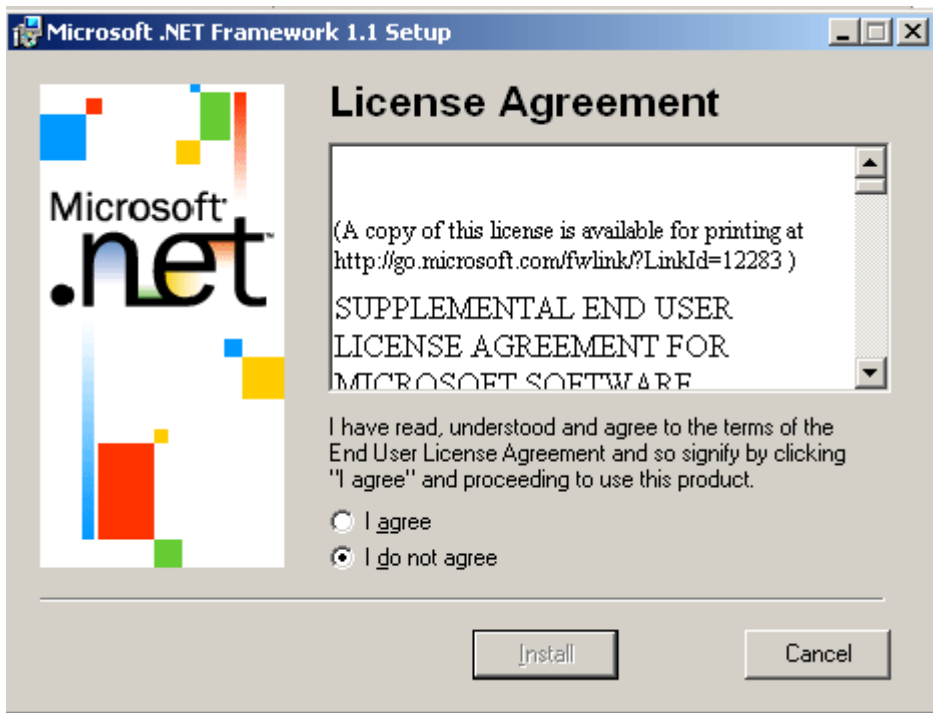 Microsoft .NET Framework 1.1 Setup
License Agreement
Microsoft
.net
(A copy of this license is available for printing at
http://go.microsoft.com/fwlink/?LinkId=12283 )
SUPPLEMENTAL END USER
LICENSE AGREEMENT FOR
MICROSOFT SOFTWARE
I have read, understood and agree to the terms of the
End User License Agreement and so signify by clicking
"I agree" and proceeding to use this product.
I agree
I do not agree
Install
Cancel